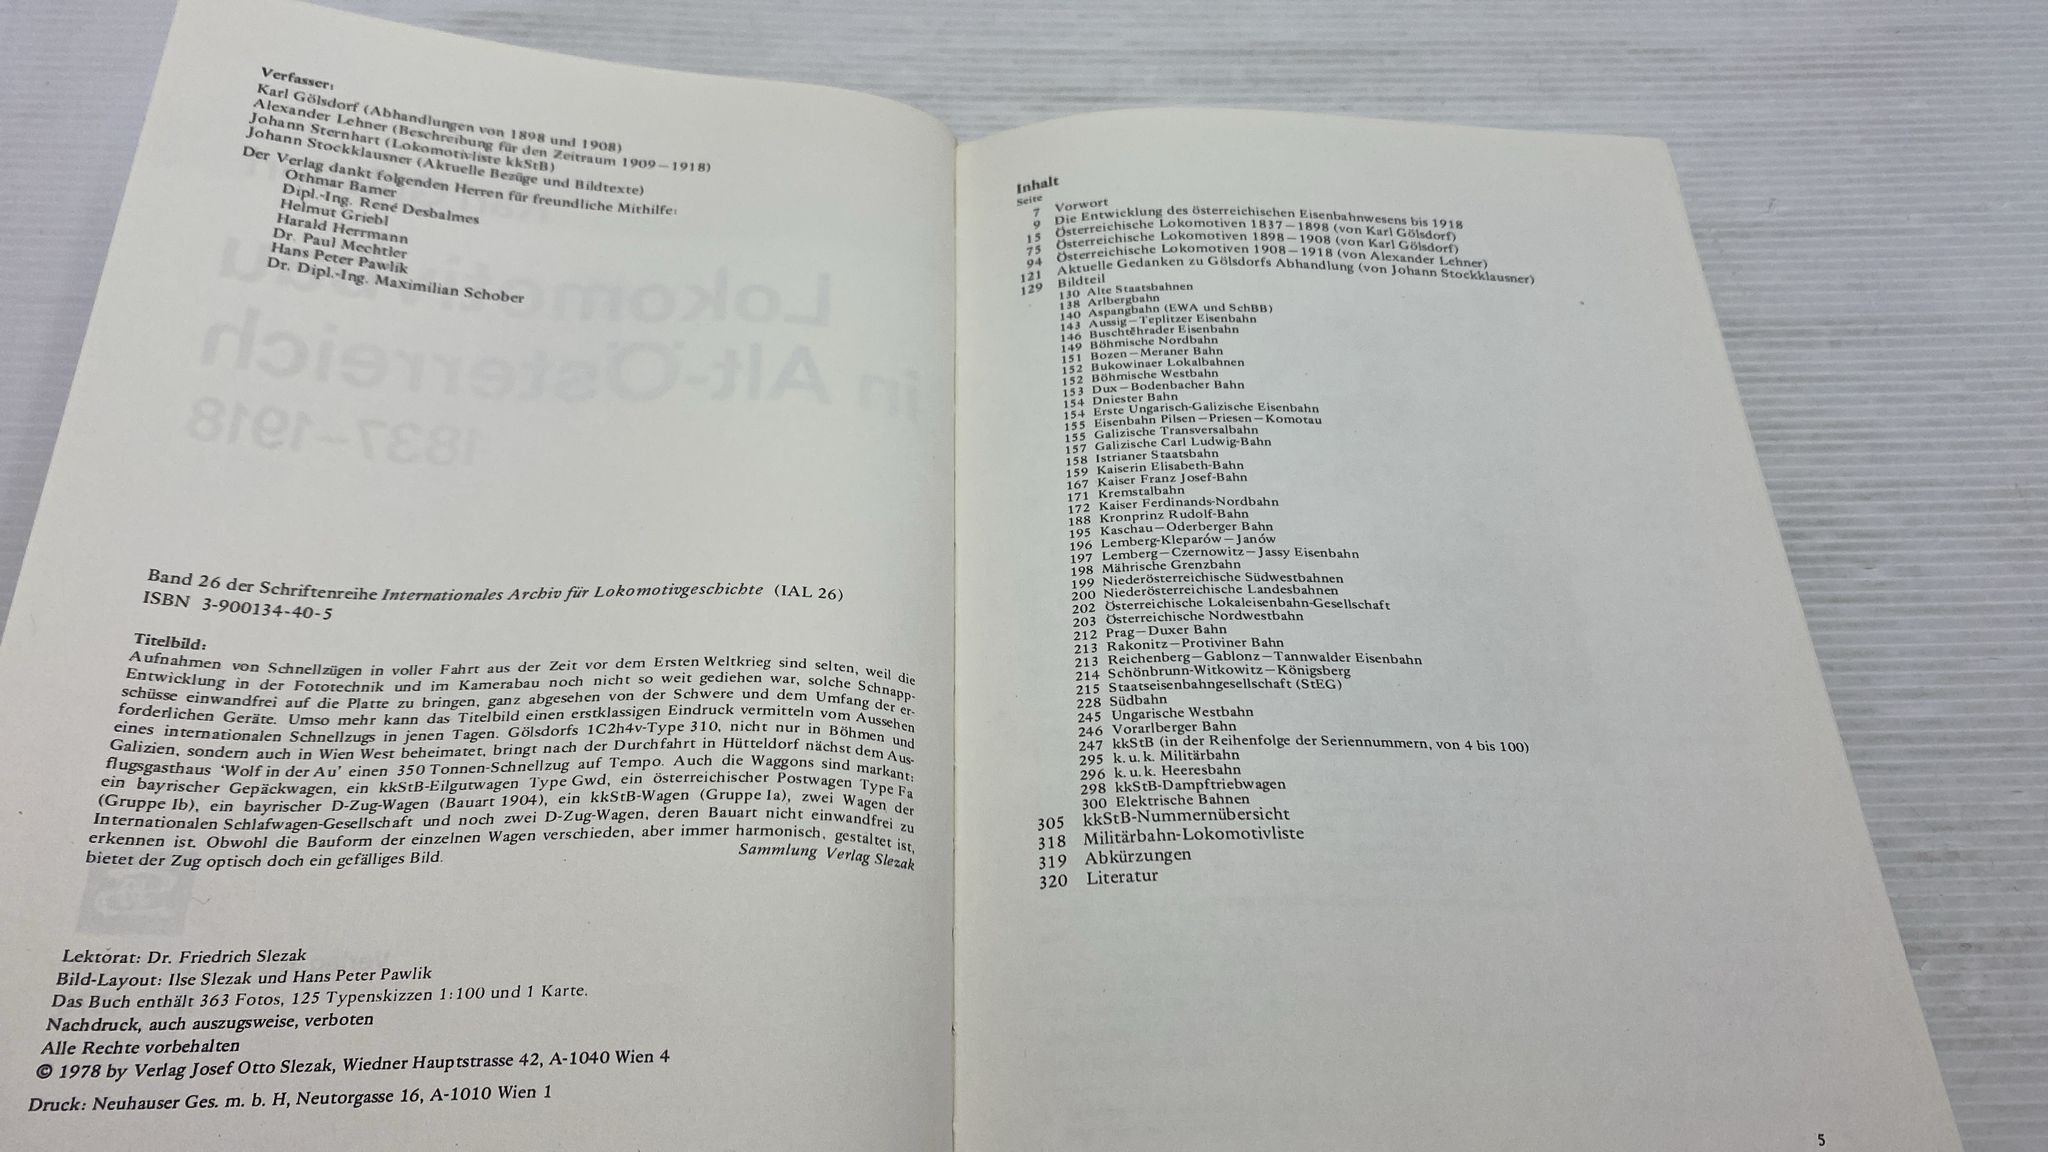 Verfasser:
Karl Gölsdorf (Abhandlungen von 1898 und 1908)
Alexander Lehner (Beschreibung für den Zeitraum 1909—1918)
Johann Sternhart (Lokomotivliste kkStB)
Johann Stockklausner (Aktuelle Bezüge und Bildtexte)
Der Verlag dankt folgenden Herren für freundliche Mithilfe:
Othmar Bamer
Dipl.-Ing. René Desbalmes
Helmut Griebl
Harald Herrmann
Dr. Paul Mechtler
Hans Peter Pawlik
Dr. Dipl.-Ing. Maximilian Schober
Band 26 der Schriftenreihe Internationales Archiv für Lokomotivgeschichte (IAL 26)
ISBN 3-900134-40-5
Titelbild:
Aufnahmen von Schnellzügen in voller Fahrt aus der Zeit vor dem Ersten Weltkrieg sind selten, weil die
Entwicklung in der Fototechnik und im Kamerabau noch nicht so weit gediehen war, solche Schnapp-
schüsse einwandfrei auf die Platte zu bringen, ganz abgesehen von der Schwere und dem Umfang der er-
forderlichen Geräte. Umso mehr kann das Titelbild einen erstklassigen Eindruck vermitteln vom Aussehen
eines internationalen Schnellzugs in jenen Tagen. Gölsdorfs 1C2h4v-Type 310, nicht nur in Böhmen und
Galizien, sondern auch in Wien West beheimatet, bringt nach der Durchfahrt in Hütteldorf nächst dem Aus-
flugsgasthaus 'Wolf in der Au' einen 350 Tonnen-Schnellzug auf Tempo. Auch die Waggons sind markant:
ein bayrischer Gepäckwagen, ein kkStB-Eilgutwagen Type Gwd, ein österreichischer Postwagen Type Fa
(Gruppe Ib), ein bayrischer D-Zug-Wagen (Bauart 1904), ein kkStB-Wagen (Gruppe Ia), zwei Wagen der
Internationalen Schlafwagen-Gesellschaft und noch zwei D-Zug-Wagen, deren Bauart nicht einwandfrei zu
erkennen ist. Obwohl die Bauform der einzelnen Wagen verschieden, aber immer harmonisch, gestaltet ist,
bietet der Zug optisch doch ein gefälliges Bild.
Sammlung Verlag Slezak
Lektorat: Dr. Friedrich Slezak
Bild-Layout: Ilse Slezak und Hans Peter Pawlik
Das Buch enthält 363 Fotos, 125 Typenskizzen 1:100 und 1 Karte.
Nachdruck, auch auszugsweise, verboten
Alle Rechte vorbehalten
© 1978 by Verlag Josef Otto Slezak, Wiedner Hauptstrasse 42, A-1040 Wien 4
Druck: Neuhauser Ges. m. b. H, Neutorgasse 16, A-1010 Wien 1
Inhalt
Seite
7 Vorwort
9 Die Entwicklung des österreichischen Eisenbahnwesens bis 1918
15 Österreichische Lokomotiven 1837—1898 (von Karl Gölsdorf)
75 Österreichische Lokomotiven 1898—1908 (von Karl Gölsdorf)
94 Österreichische Lokomotiven 1908—1918 (von Alexander Lehner)
121 Aktuelle Gedanken zu Gölsdorfs Abhandlung (von Johann Stockklausner)
129 Bildteil
130 Alte Staatsbahnen
138 Arlbergbahn
140 Aspangbahn (EWA und SchBB)
143 Aussig—Teplitzer Eisenbahn
146 Buschtěhrader Eisenbahn
149 Böhmische Nordbahn
151 Bozen—Meraner Bahn
152 Bukowinaer Lokalbahnen
152 Böhmische Westbahn
153 Dux—Bodenbacher Bahn
154 Dniester Bahn
154 Erste Ungarisch-Galizische Eisenbahn
155 Eisenbahn Pilsen—Priesen—Komotau
155 Galizische Transversalbahn
157 Galizische Carl Ludwig-Bahn
158 Istrianer Staatsbahn
159 Kaiserin Elisabeth-Bahn
167 Kaiser Franz Josef-Bahn
171 Kremstalbahn
172 Kaiser Ferdinands-Nordbahn
188 Kronprinz Rudolf-Bahn
195 Kaschau—Oderberger Bahn
196 Lemberg-Kleparów—Janów
197 Lemberg—Czernowitz—Jassy Eisenbahn
198 Mährische Grenzbahn
199 Niederösterreichische Südwestbahnen
200 Niederösterreichische Landesbahnen
202 Österreichische Lokaleisenbahn-Gesellschaft
203 Österreichische Nordwestbahn
212 Prag—Duxer Bahn
213 Rakonitz—Protiviner Bahn
213 Reichenberg—Gablonz—Tannwalder Eisenbahn
214 Schönbrunn-Witkowitz—Königsberg
215 Staatseisenbahngesellschaft (StEG)
228 Südbahn
245 Ungarische Westbahn
246 Vorarlberger Bahn
247 kkStB (in der Reihenfolge der Seriennummern, von 4 bis 100)
295 k. u. k. Militärbahn
296 k. u. k. Heeresbahn
298 kkStB-Dampftriebwagen
300 Elektrische Bahnen
305 kkStB-Nummernübersicht
318 Militärbahn-Lokomotivliste
319 Abkürzungen
320 Literatur
5